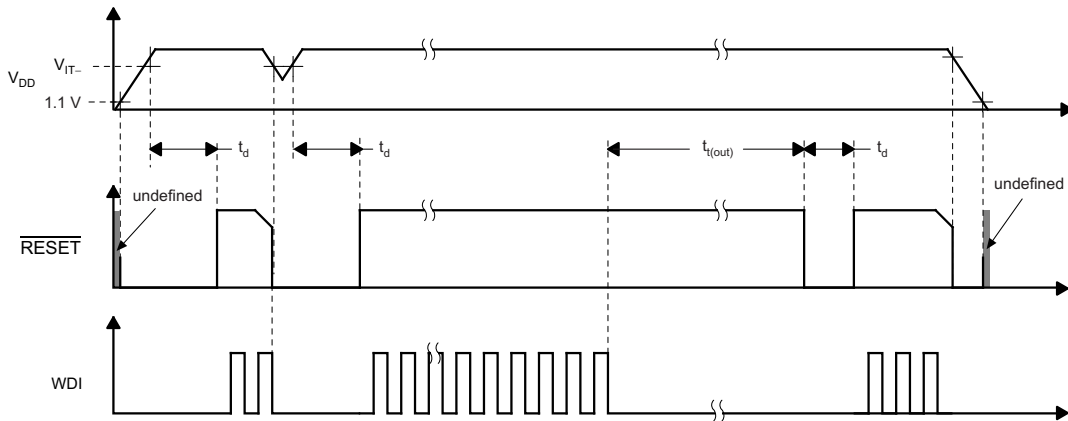 V_IT–
V_DD
1.1 V
t_d
t_d
t_t(out)
t_d
undefined
undefined
RESET
WDI